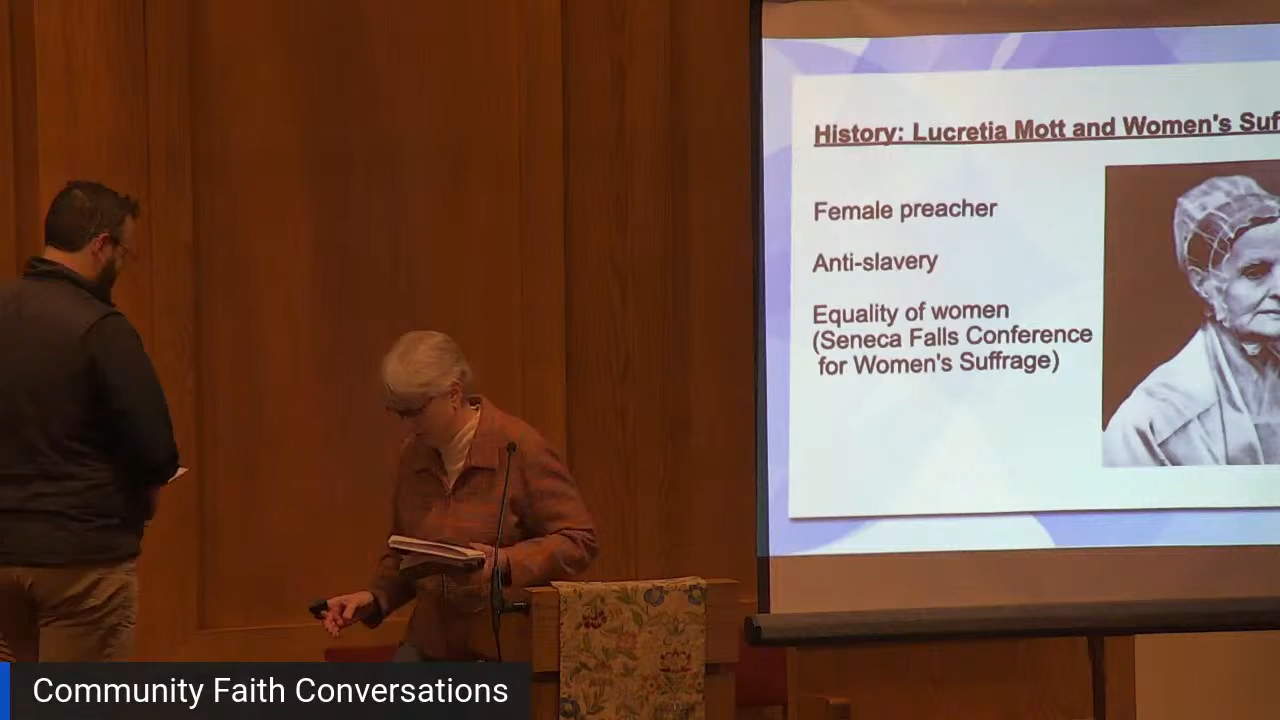 History: Lucretia Mott and Women's Suf
Female preacher
Anti-slavery
Equality of women
(Seneca Falls Conference
for Women's Suffrage)
Community Faith Conversations